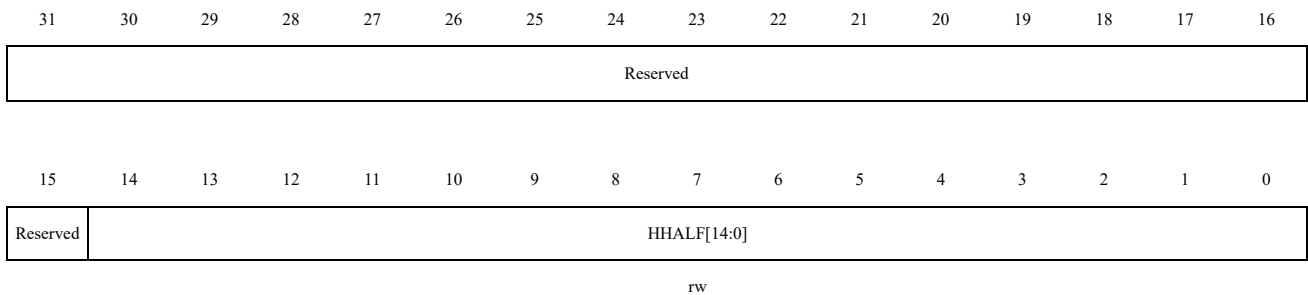 31 30 29 28 27 26 25 24 23 22 21 20 19 18 17 16
Reserved
15 14 13 12 11 10 9 8 7 6 5 4 3 2 1 0
Reserved HHALF[14:0]
rw